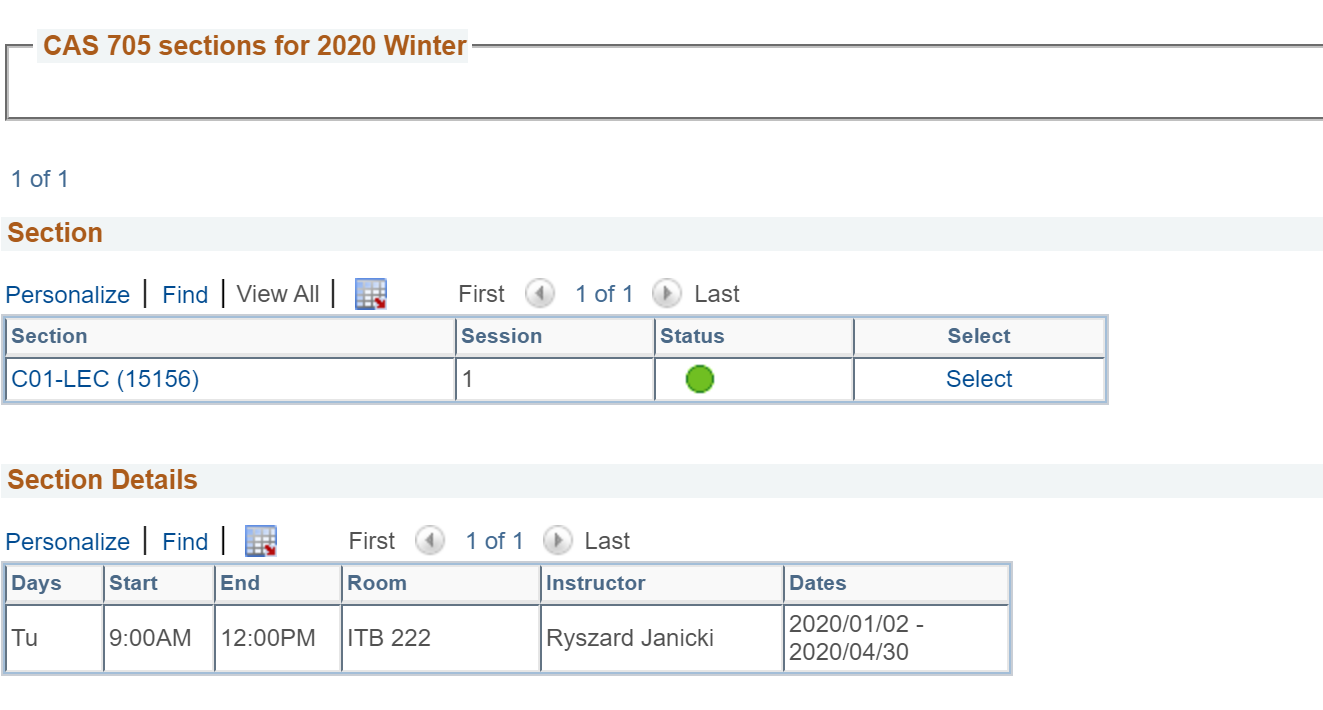 CAS 705 sections for 2020 Winter
1 of 1
Section
Personalize | Find | View All | First 1 of 1 Last
Section Session Status Select
C01-LEC (15156) 1 Select
Section Details
Personalize | Find | First 1 of 1 Last
Days Start End Room Instructor Dates
Tu 9:00AM 12:00PM ITB 222 Ryszard Janicki 2020/01/02 -
2020/04/30